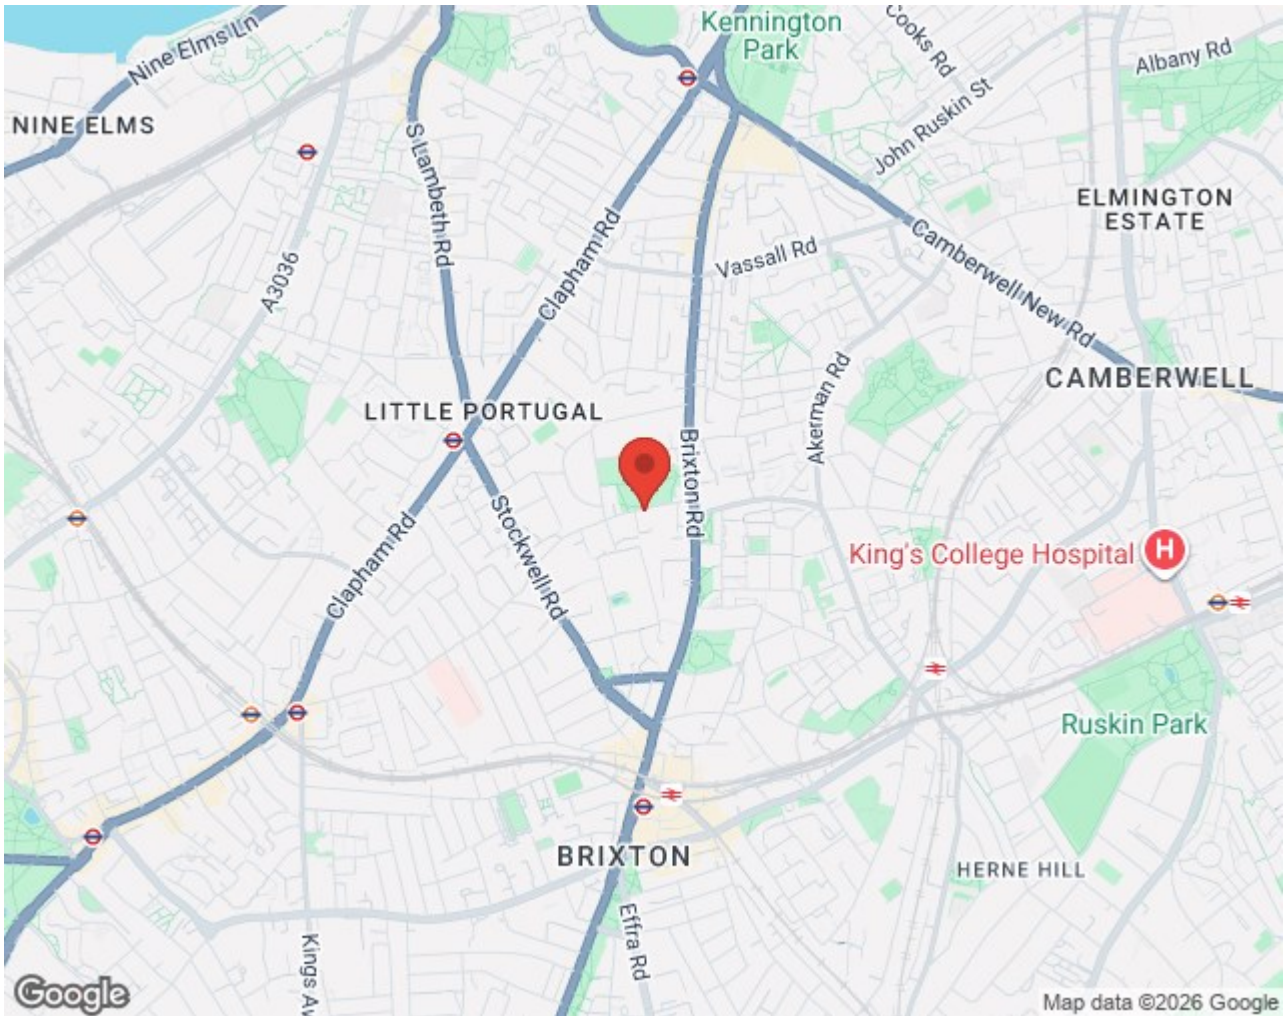 Nine Elms Ln
Kennington
Park
Cooks Rd
Albany Rd
NINE ELMS
John Ruskin St
S Lambeth Rd
Clapham Rd
ELMINGTON
ESTATE
A3036
Vassall Rd
Camberwell New Rd
CAMBERWELL
LITTLE PORTUGAL
Akerman Rd
Brixton Rd
Stockwell Rd
Clapham Rd
King's College Hospital
H
Ruskin Park
BRIXTON
HERNE HILL
Effra Rd
Kings Av
Google
Map data ©2026 Google